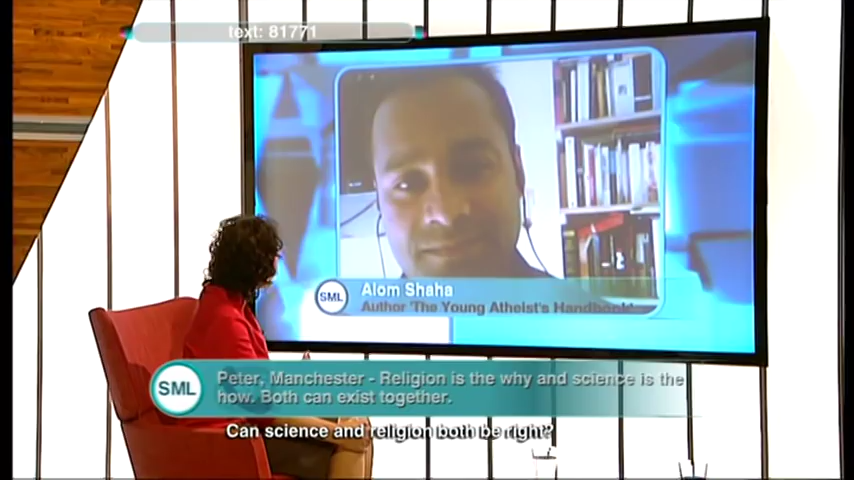 text: 81771
SML
Alom Shaha
Author 'The Young Atheist's Handbook'
SML
Peter, Manchester - Religion is the why and science is the
how. Both can exist together.
Can science and religion both be right?